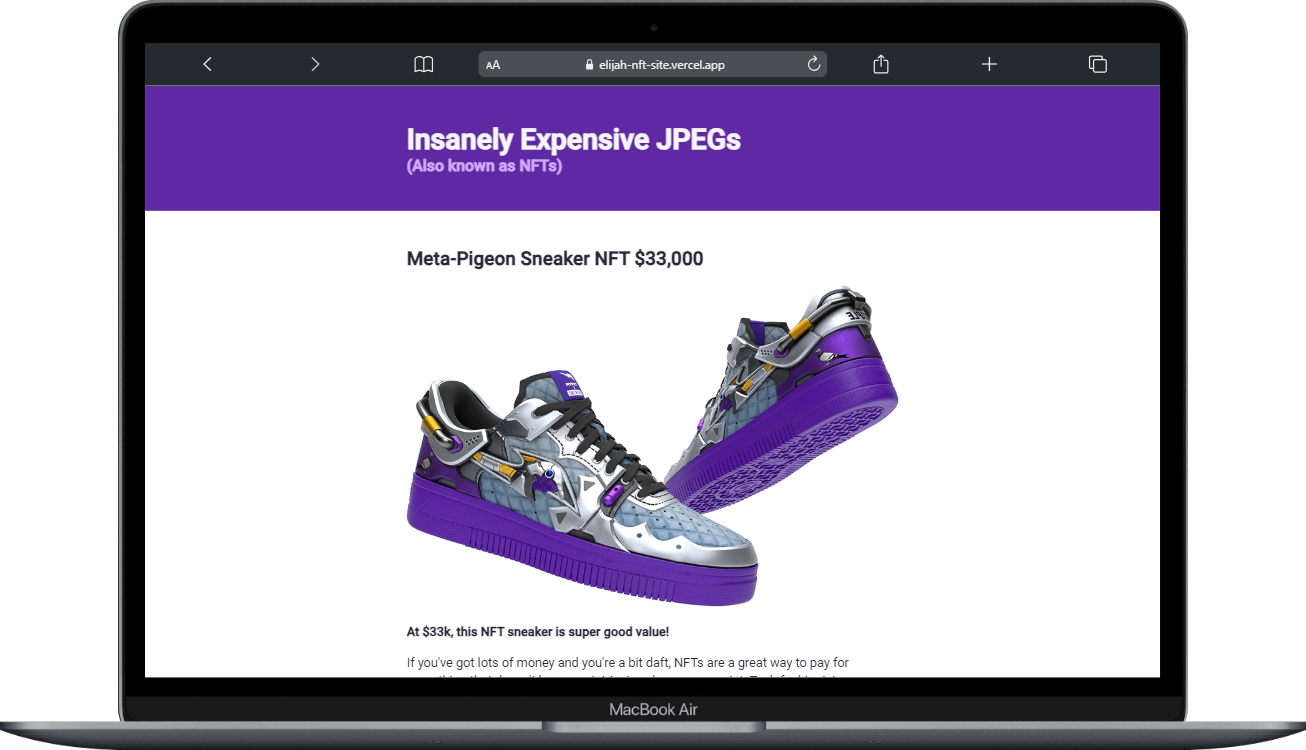 AA
elijah-nft-site.vercel.app
Insanely Expensive JPEGs
(Also known as NFTs)
Meta-Pigeon Sneaker NFT $33,000
At $33k, this NFT sneaker is super good value!
If you've got lots of money and you're a bit daft, NFTs are a great way to pay for
MacBook Air